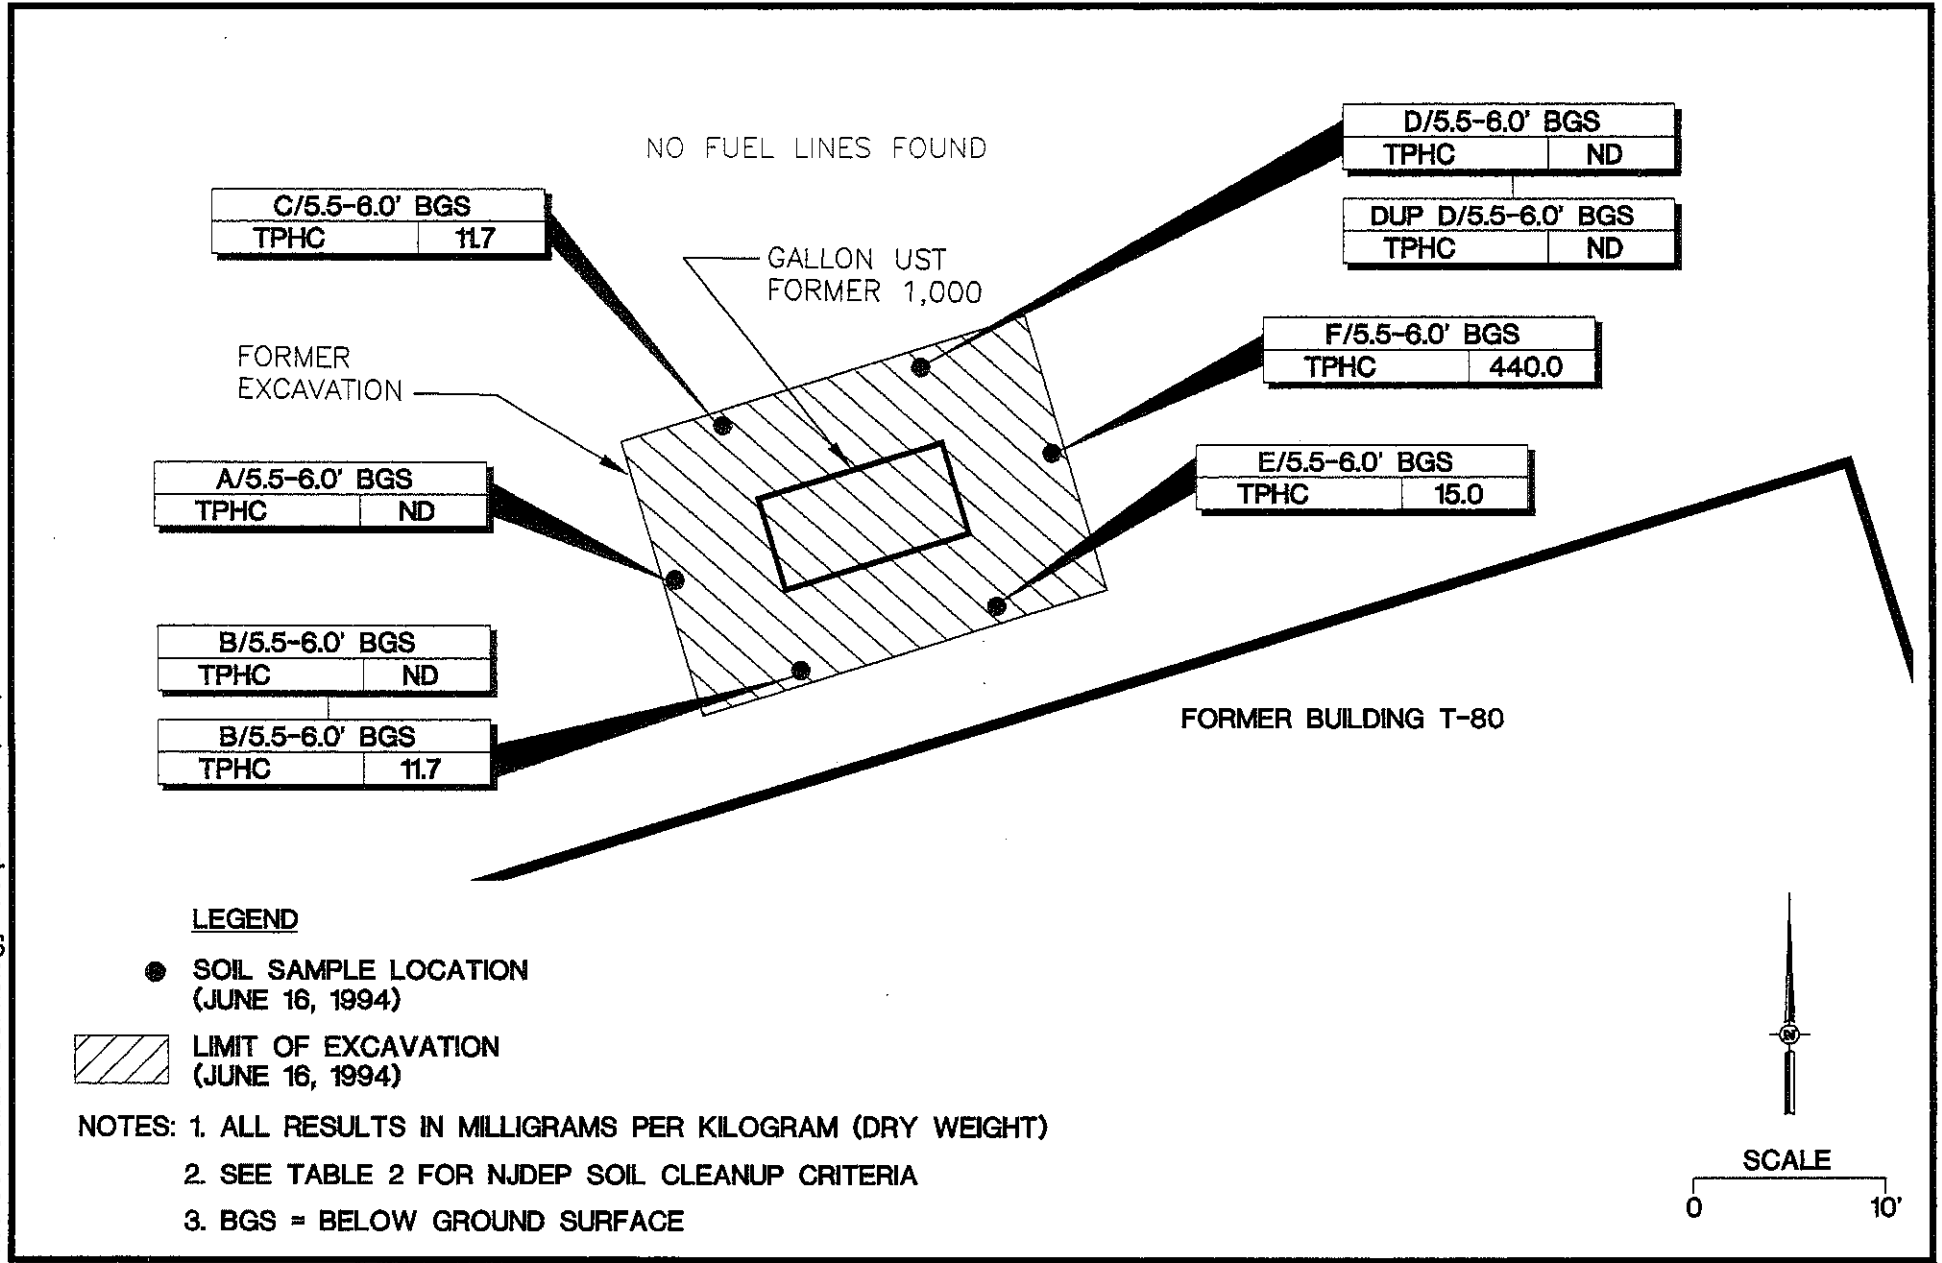 NO FUEL LINES FOUND
D/5.5-6.0' BGS
TPHC ND
DUP D/5.5-6.0' BGS
TPHC ND
C/5.5-6.0' BGS
TPHC 11.7
GALLON UST
FORMER 1,000
FORMER
EXCAVATION
F/5.5-6.0' BGS
TPHC 440.0
A/5.5-6.0' BGS
TPHC ND
E/5.5-6.0' BGS
TPHC 15.0
B/5.5-6.0' BGS
TPHC ND
B/5.5-6.0' BGS
TPHC 11.7
FORMER BUILDING T-80
LEGEND
SOIL SAMPLE LOCATION
(JUNE 16, 1994)
LIMIT OF EXCAVATION
(JUNE 16, 1994)
NOTES: 1. ALL RESULTS IN MILLIGRAMS PER KILOGRAM (DRY WEIGHT)
2. SEE TABLE 2 FOR NJDEP SOIL CLEANUP CRITERIA
3. BGS = BELOW GROUND SURFACE
N
SCALE
0 10'